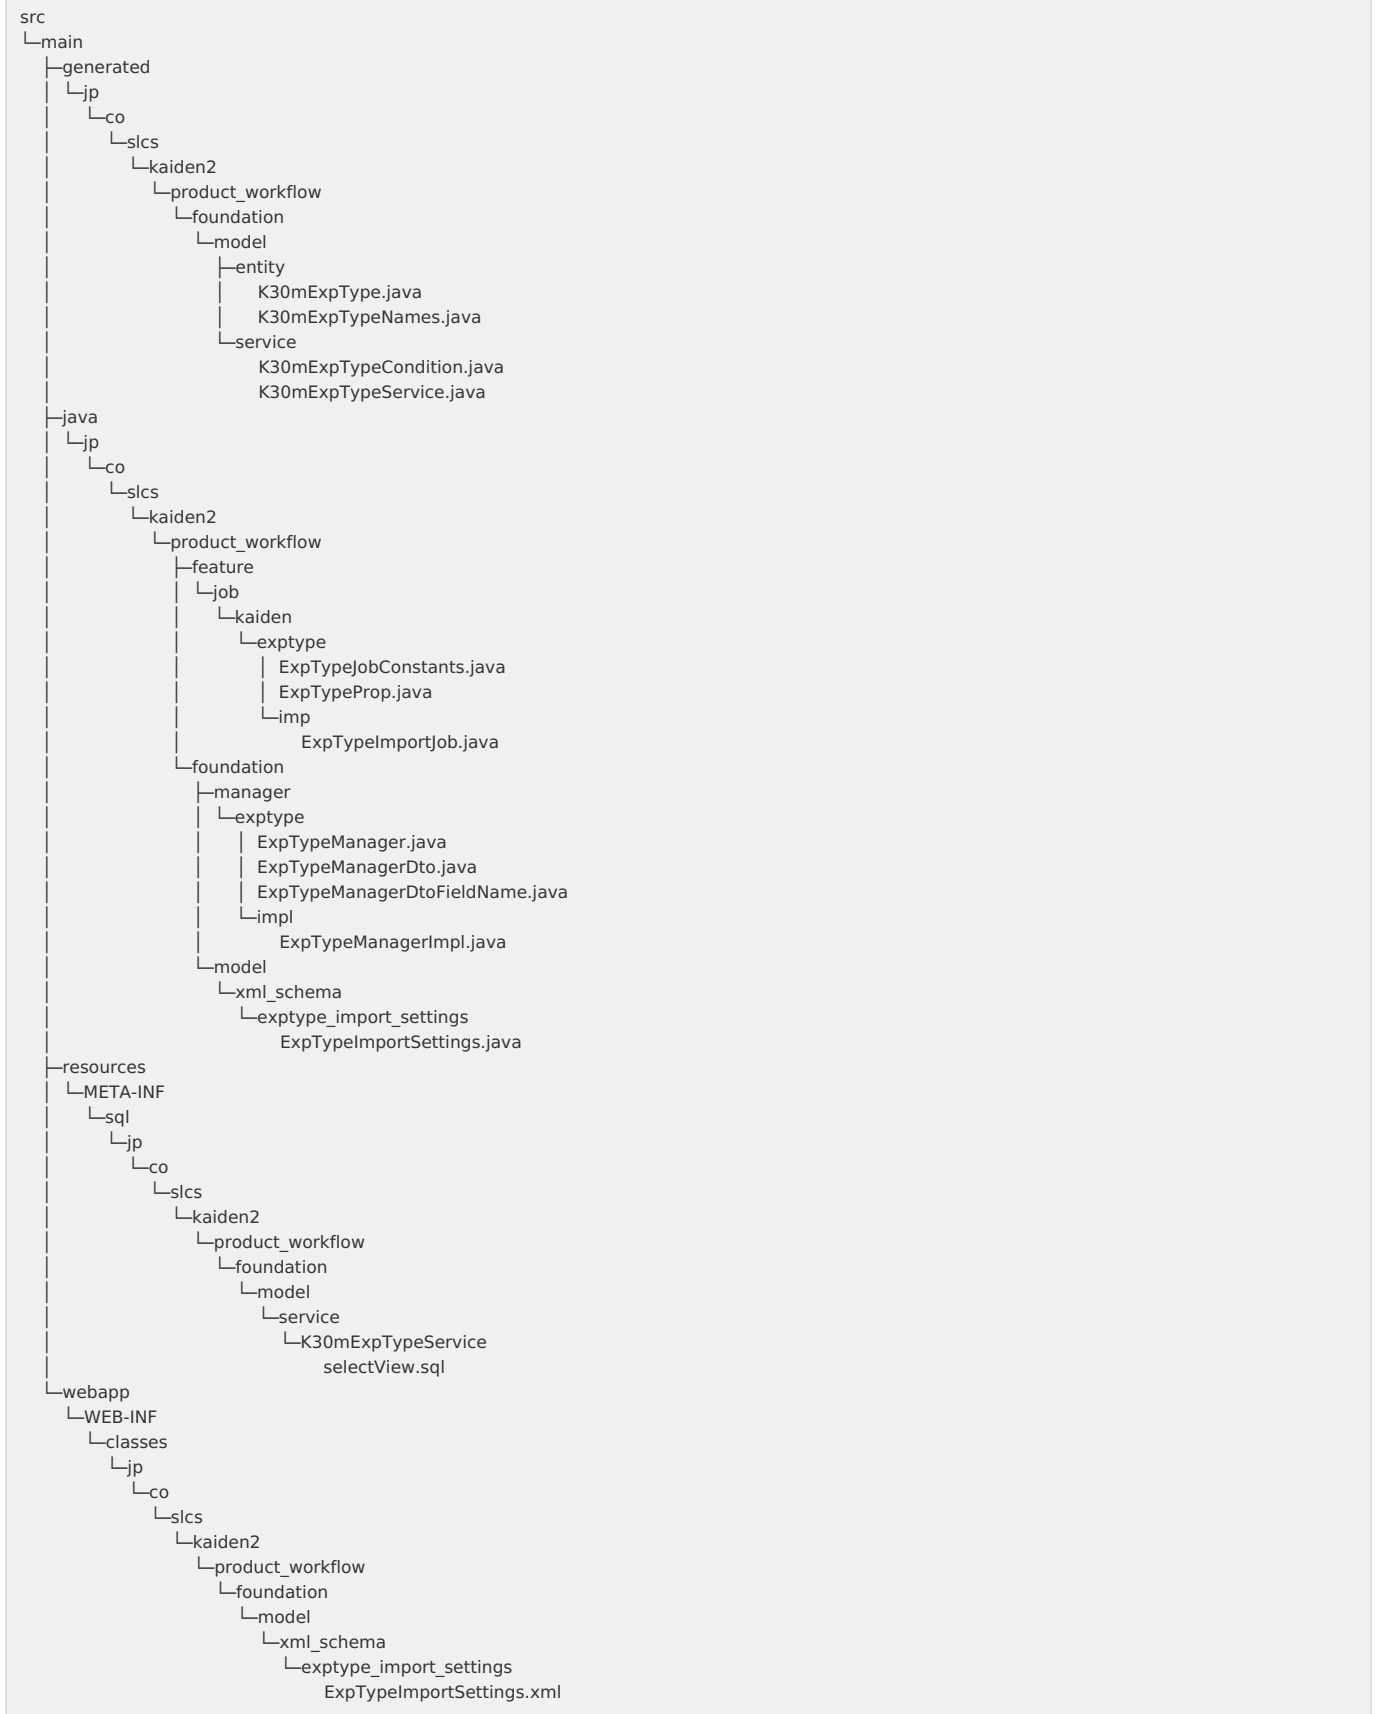 src
└─main
├─generated
│ └─jp
│ └─co
│ └─slcs
│ └─kaiden2
│ └─product_workflow
│ └─foundation
│ └─model
│ ├─entity
│ │ K30mExpType.java
│ │ K30mExpTypeNames.java
│ └─service
│ K30mExpTypeCondition.java
│ K30mExpTypeService.java
├─java
│ └─jp
│ └─co
│ └─slcs
│ └─kaiden2
│ └─product_workflow
│ ├─feature
│ │ └─job
│ │ └─kaiden
│ │ └─exptype
│ │ │ ExpTypeJobConstants.java
│ │ │ ExpTypeProp.java
│ │ └─imp
│ │ ExpTypeImportJob.java
│ └─foundation
│ ├─manager
│ │ └─exptype
│ │ │ ExpTypeManager.java
│ │ │ ExpTypeManagerDto.java
│ │ │ ExpTypeManagerDtoFieldName.java
│ │ └─impl
│ │ ExpTypeManagerImpl.java
│ └─model
│ └─xml_schema
│ └─exptype_import_settings
│ ExpTypeImportSettings.java
├─resources
│ └─META-INF
│ └─sql
│ └─jp
│ └─co
│ └─slcs
│ └─kaiden2
│ └─product_workflow
│ └─foundation
│ └─model
│ └─service
│ └─K30mExpTypeService
│ selectView.sql
└─webapp
└─WEB-INF
└─classes
└─jp
└─co
└─slcs
└─kaiden2
└─product_workflow
└─foundation
└─model
└─xml_schema
└─exptype_import_settings
ExpTypeImportSettings.xml